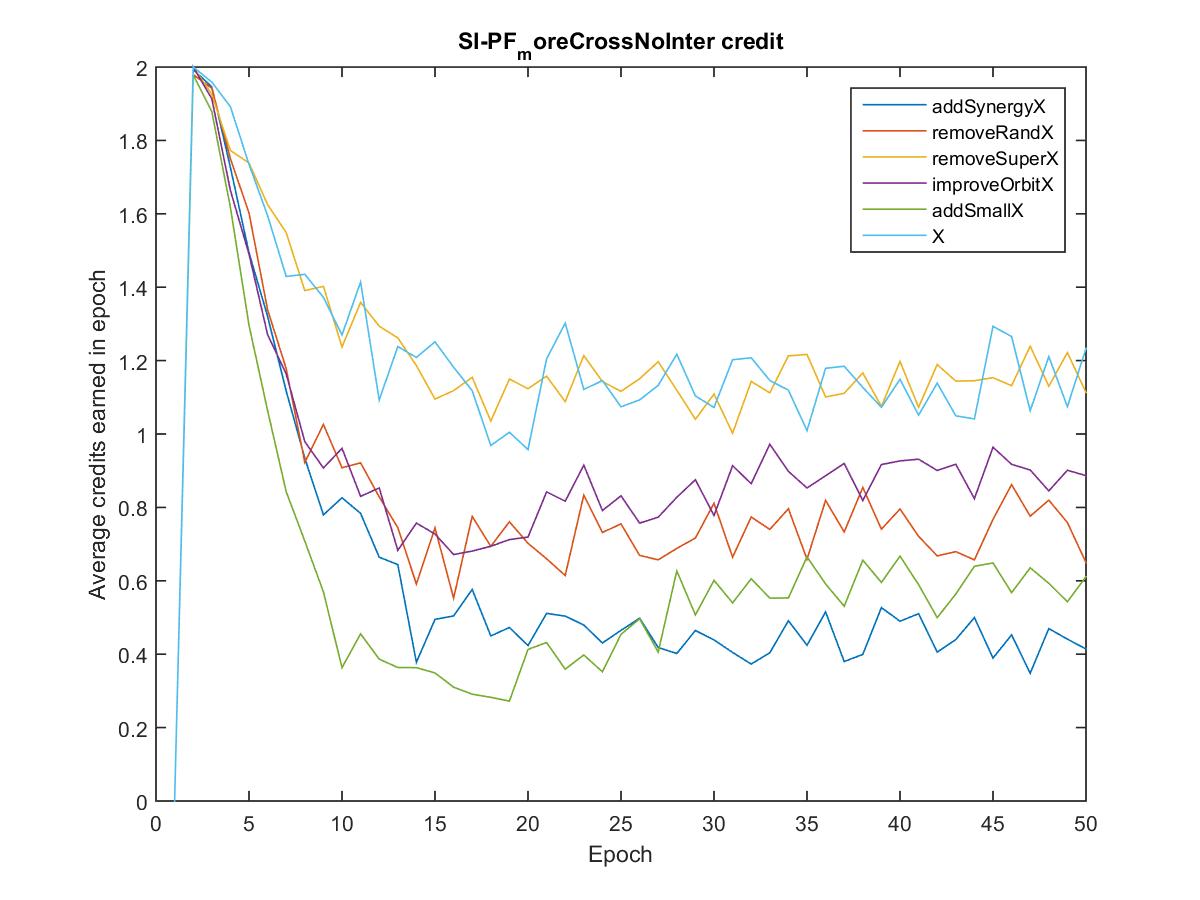 SI-PFmoreCrossNoInter credit
addSynergyX
removeRandX
removeSuperX
improveOrbitX
addSmallX
X
Average credits earned in epoch
2
1.8
1.6
1.4
1.2
1
0.8
0.6
0.4
0.2
0
0 5 10 15 20 25 30 35 40 45 50
Epoch